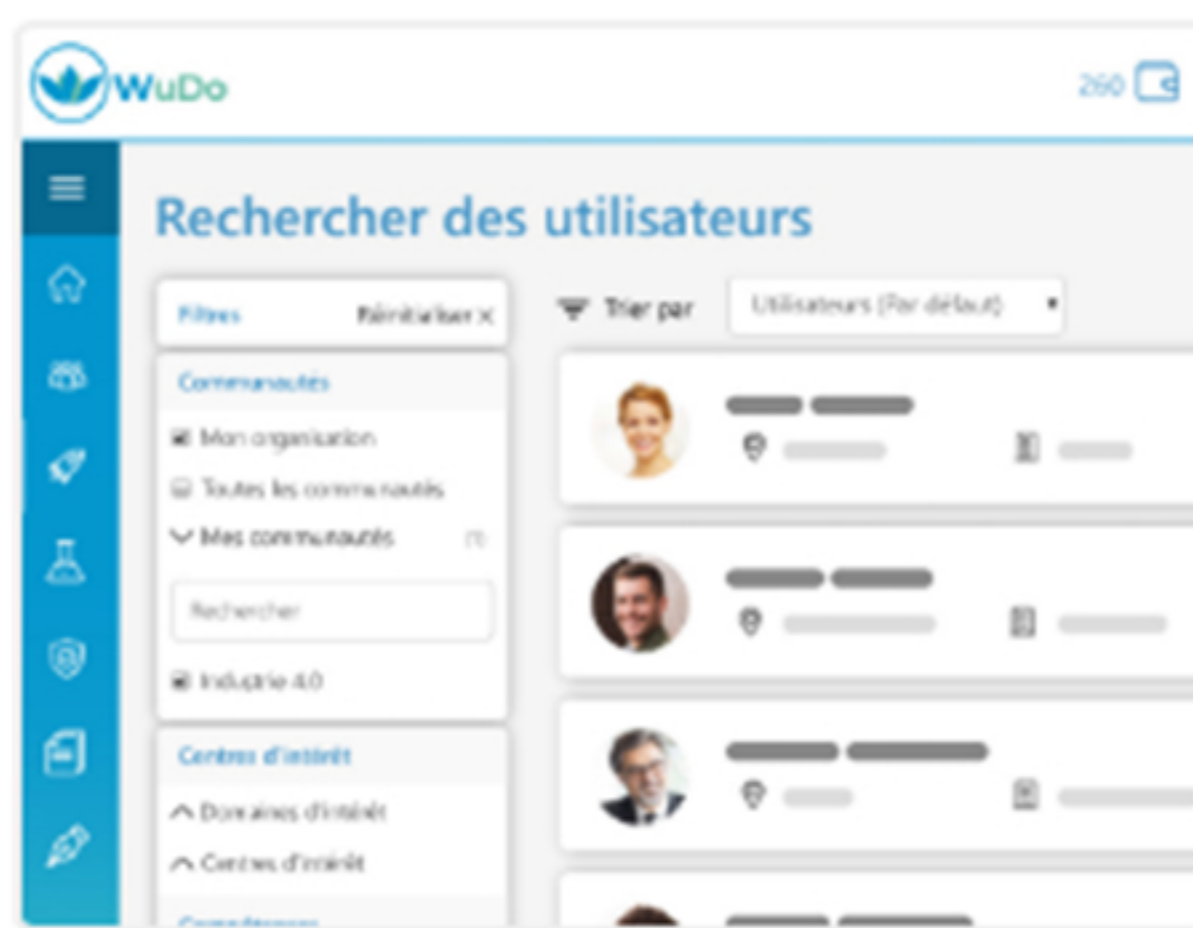 WuDo
260
Rechercher des utilisateurs
Filtres
Réinitialiser ×
Trier par
Utilisateurs (Par défaut)
Communautés
Mon organisation
Toutes les communautés
Mes communautés (1)
Rechercher
Industrie 4.0
Centres d'intérêt
Domaines d'intérêt
Centres d'intérêt
Compétences